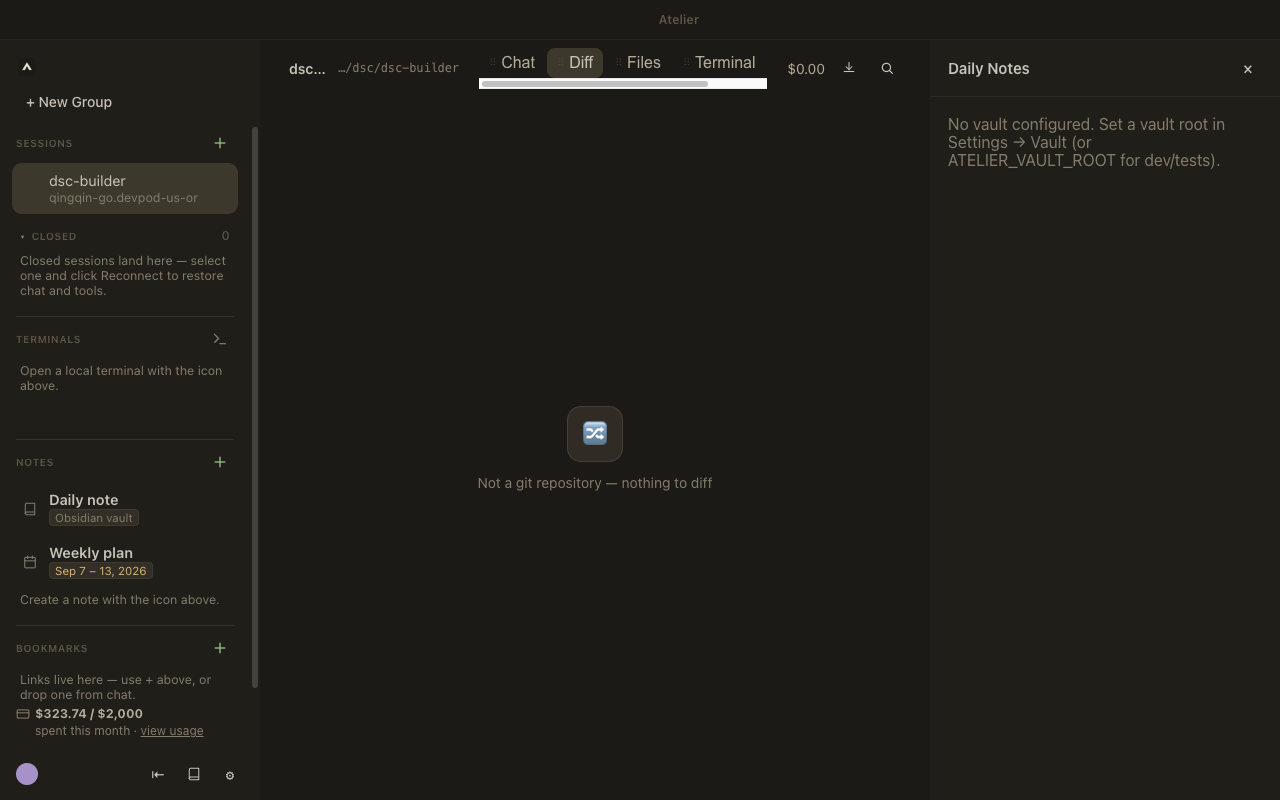 Atelier
+ New Group
SESSIONS
dsc-builder
qingqin-go.devpod-us-or
CLOSED 0
Closed sessions land here — select
one and click Reconnect to restore
chat and tools.
TERMINALS
Open a local terminal with the icon
above.
NOTES
Daily note
Obsidian vault
Weekly plan
Sep 7 – 13, 2026
Create a note with the icon above.
BOOKMARKS
Links live here — use + above, or
drop one from chat.
$323.74 / $2,000
spent this month · view usage
dsc... …/dsc/dsc-builder
Chat Diff Files Terminal
$0.00
Not a git repository — nothing to diff
Daily Notes
No vault configured. Set a vault root in
Settings → Vault (or
ATELIER_VAULT_ROOT for dev/tests).